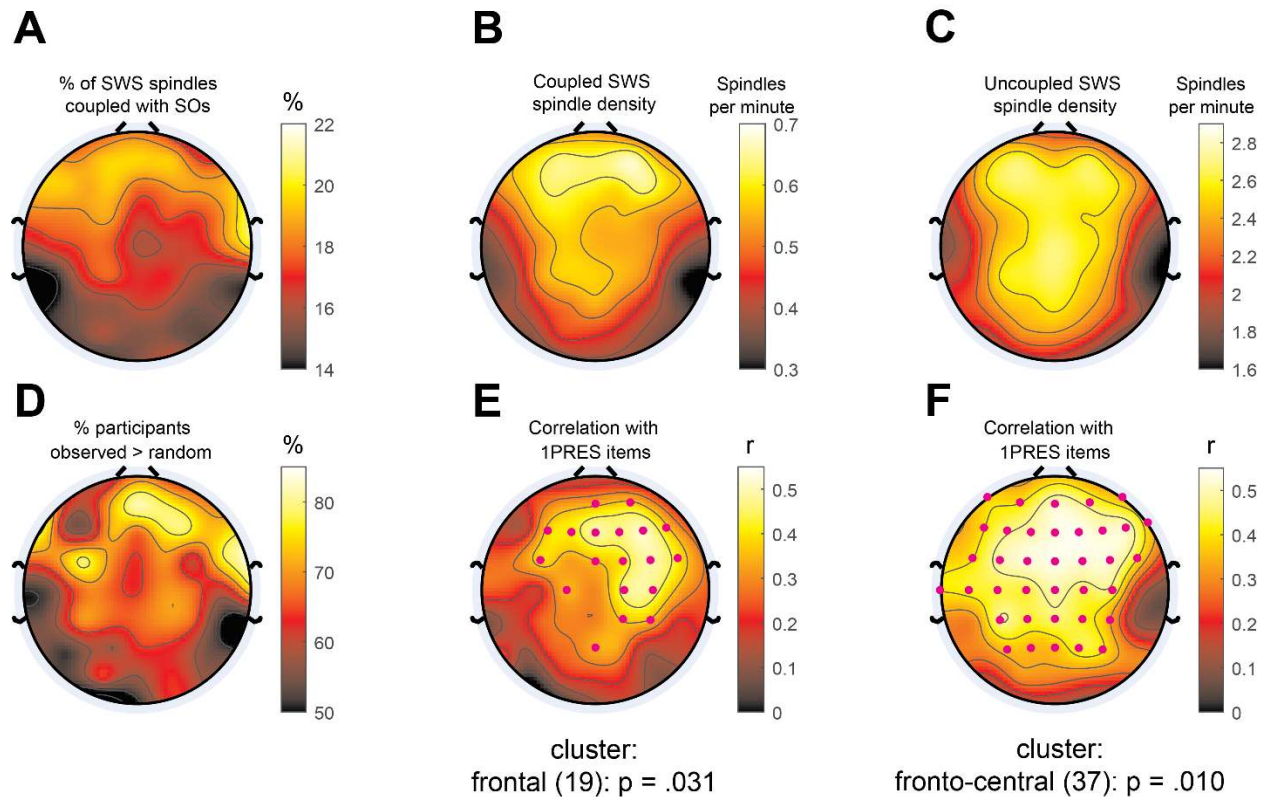 A
% of SWS spindles
coupled with SOs
%
22
20
18
16
14
B
Coupled SWS
spindle density
Spindles
per minute
0.7
0.6
0.5
0.4
0.3
C
Uncoupled SWS
spindle density
Spindles
per minute
2.8
2.6
2.4
2.2
2
1.8
1.6
D
% participants
observed > random
%
80
70
60
50
E
Correlation with
1PRES items
r
0.5
0.4
0.3
0.2
0.1
0
cluster:
frontal (19): p = .031
F
Correlation with
1PRES items
r
0.5
0.4
0.3
0.2
0.1
0
cluster:
fronto-central (37): p = .010